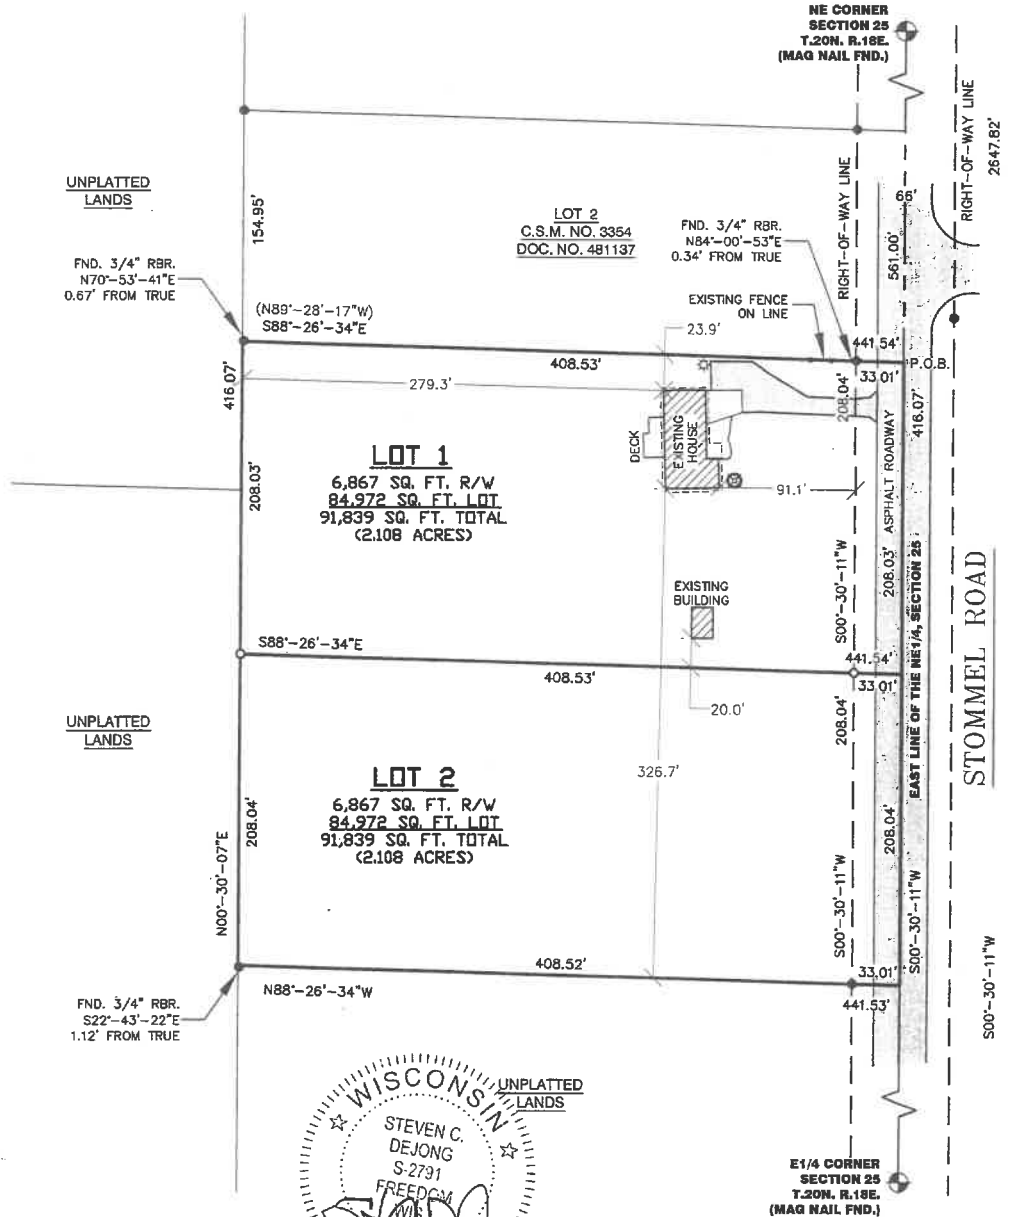 NE CORNER
SECTION 25
T.20N. R.18E.
(MAG NAIL FND.)
RIGHT-OF-WAY LINE
2647.82'
UNPLATTED
LANDS
154.95'
LOT 2
C.S.M. NO. 3354
DOC. NO. 481137
FND. 3/4" RBR.
N84°-00'-53"E
0.34' FROM TRUE
RIGHT-OF-WAY LINE
66'
561.00'
FND. 3/4" RBR.
N70°-53'-41"E
0.67' FROM TRUE
(N89°-28'-17"W)
S88°-26'-34"E
EXISTING FENCE
ON LINE
23.9'
441.54'
408.53'
P.O.B.
33.01'
416.07'
279.3'
208.04'
416.07'
DECK
EXISTING
HOUSE
LOT 1
6,867 SQ. FT. R/W
84,972 SQ. FT. LOT
91,839 SQ. FT. TOTAL
(2.108 ACRES)
208.03'
91.1'
ASPHALT ROADWAY
208.03'
S00°-30'-11"W
EAST LINE OF THE NE1/4, SECTION 25
STOMMEL ROAD
EXISTING
BUILDING
S88°-26'-34"E
408.53'
441.54'
33.01'
20.0'
208.04'
UNPLATTED
LANDS
326.7'
LOT 2
6,867 SQ. FT. R/W
84,972 SQ. FT. LOT
91,839 SQ. FT. TOTAL
(2.108 ACRES)
208.04'
208.04'
N00°-30'-07"E
S00°-30'-11"W
S00°-30'-11"W
S00°-30'-11"W
408.52'
33.01'
N88°-26'-34"W
441.53'
FND. 3/4" RBR.
S22°-43'-22"E
1.12' FROM TRUE
UNPLATTED
LANDS
WISCONSIN
STEVEN C.
DEJONG
S-2791
FREEDOM
WIS
E1/4 CORNER
SECTION 25
T.20N. R.18E.
(MAG NAIL FND.)